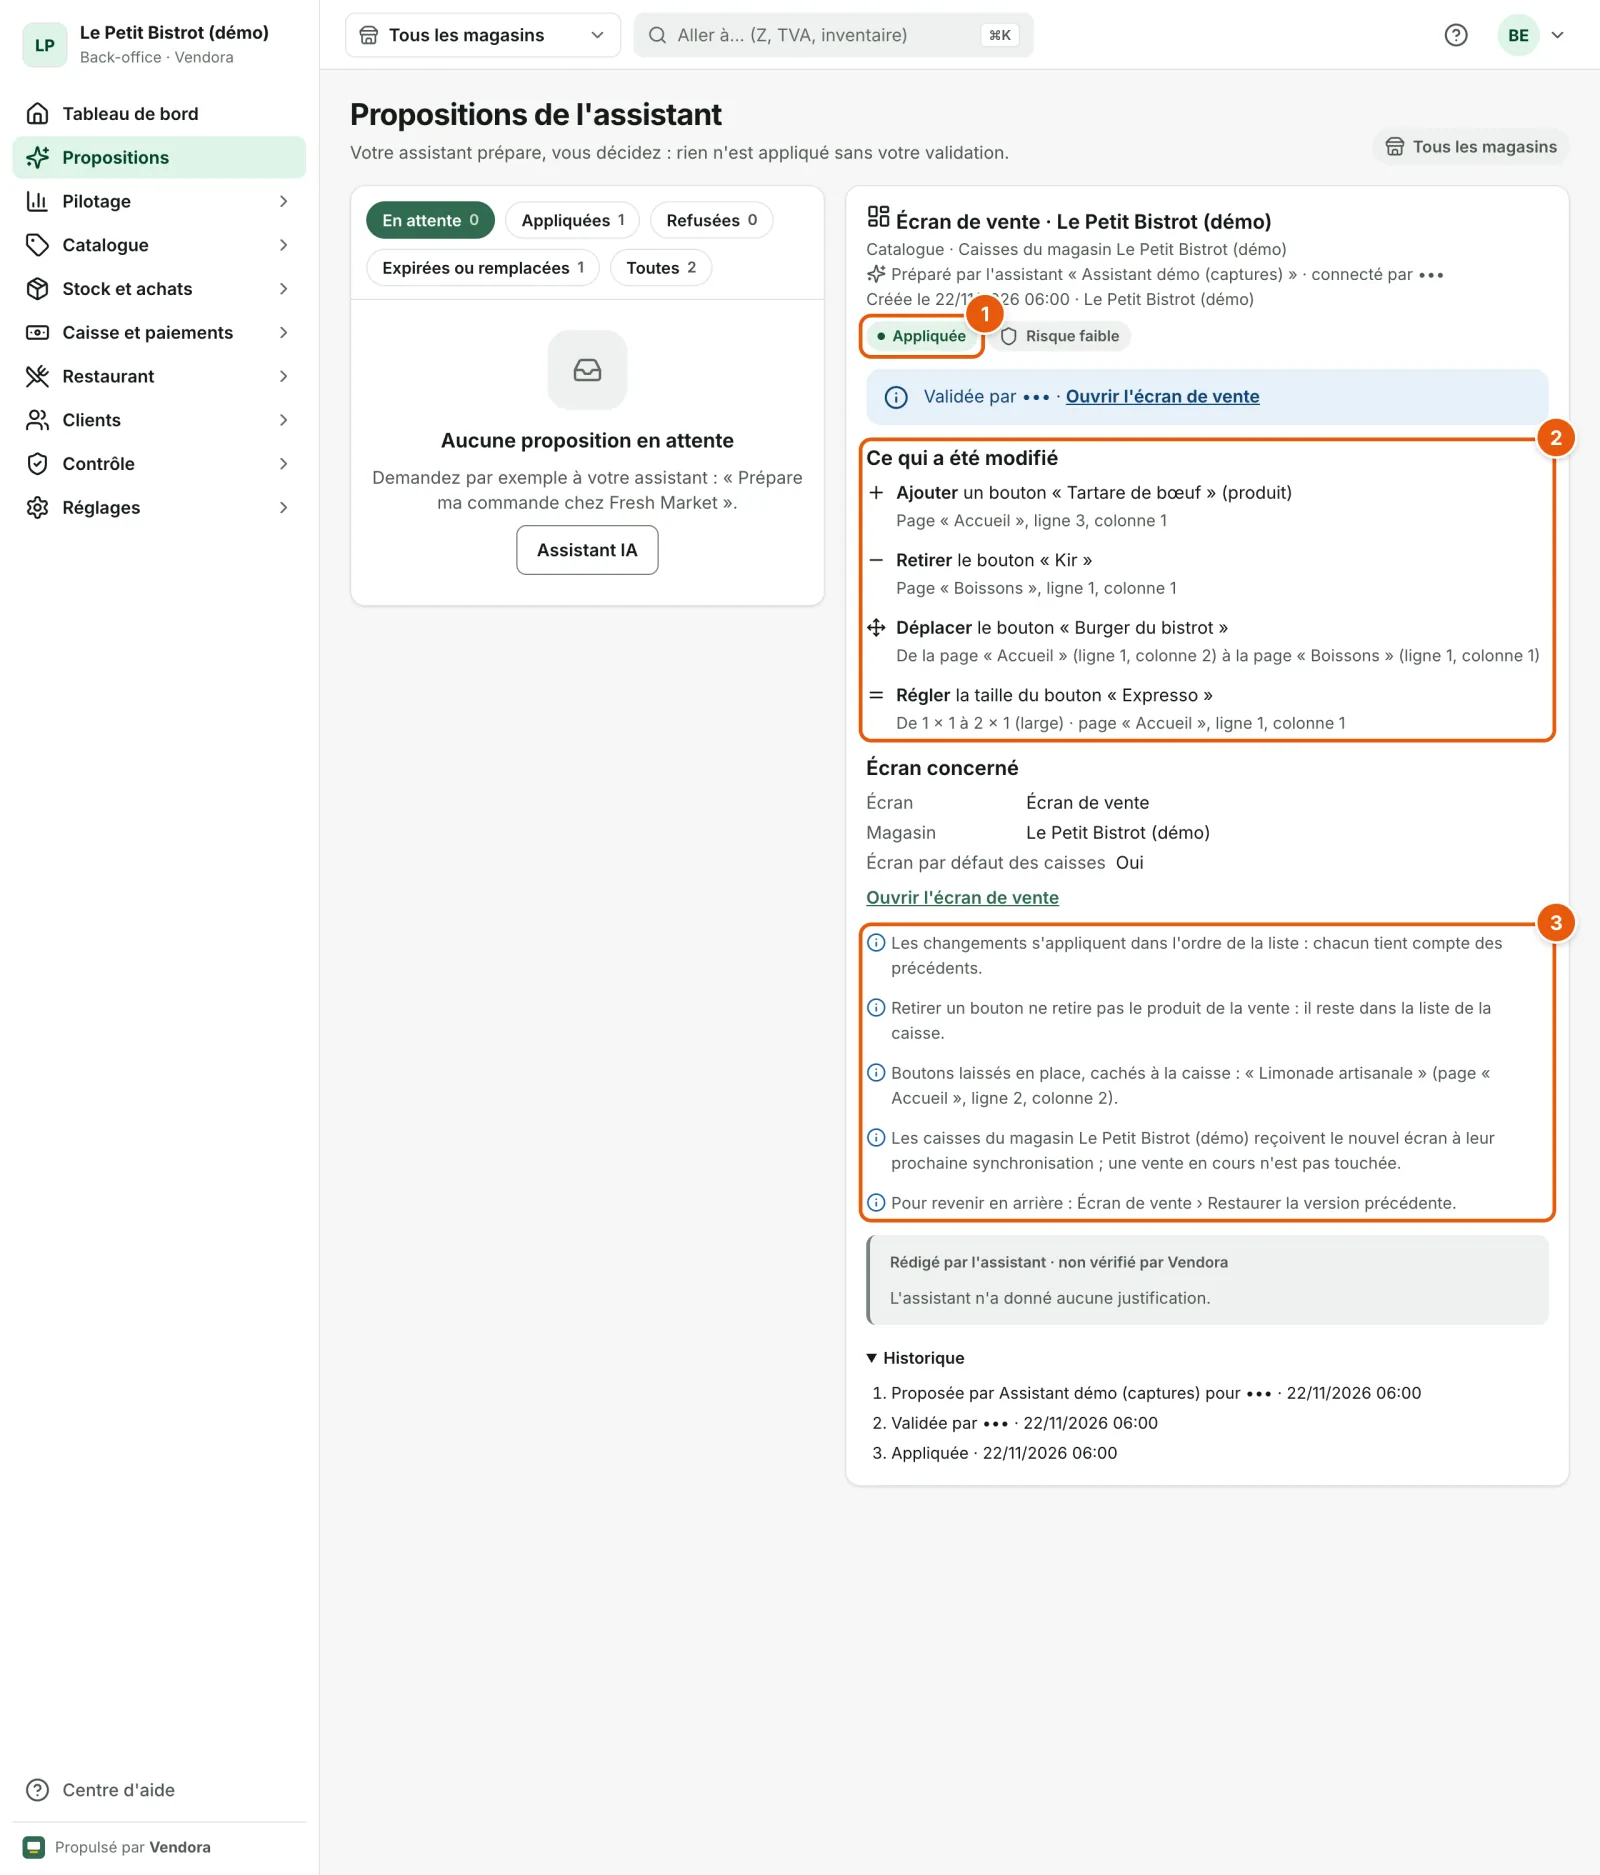 LP
Le Petit Bistrot (démo)
Back-office · Vendora
Tous les magasins
Aller à... (Z, TVA, inventaire)
⌘K
BE
Tableau de bord
Propositions
Pilotage
Catalogue
Stock et achats
Caisse et paiements
Restaurant
Clients
Contrôle
Réglages
Centre d'aide
Propulsé par Vendora
Propositions de l'assistant
Votre assistant prépare, vous décidez : rien n'est appliqué sans votre validation.
Tous les magasins
En attente 0
Appliquées 1
Refusées 0
Expirées ou remplacées 1
Toutes 2
Aucune proposition en attente
Demandez par exemple à votre assistant : « Prépare
ma commande chez Fresh Market ».
Assistant IA
Écran de vente · Le Petit Bistrot (démo)
Catalogue · Caisses du magasin Le Petit Bistrot (démo)
Préparé par l'assistant « Assistant démo (captures) » · connecté par •••
Créée le 22/11 26 06:00 · Le Petit Bistrot (démo)
1
Appliquée
Risque faible
Validée par ••• · Ouvrir l'écran de vente
2
Ce qui a été modifié
+ Ajouter un bouton « Tartare de bœuf » (produit)
Page « Accueil », ligne 3, colonne 1
− Retirer le bouton « Kir »
Page « Boissons », ligne 1, colonne 1
Déplacer le bouton « Burger du bistrot »
De la page « Accueil » (ligne 1, colonne 2) à la page « Boissons » (ligne 1, colonne 1)
= Régler la taille du bouton « Expresso »
De 1 × 1 à 2 × 1 (large) · page « Accueil », ligne 1, colonne 1
Écran concerné
Écran Écran de vente
Magasin Le Petit Bistrot (démo)
Écran par défaut des caisses Oui
Ouvrir l'écran de vente
3
Les changements s'appliquent dans l'ordre de la liste : chacun tient compte des
précédents.
Retirer un bouton ne retire pas le produit de la vente : il reste dans la liste de la
caisse.
Boutons laissés en place, cachés à la caisse : « Limonade artisanale » (page «
Accueil », ligne 2, colonne 2).
Les caisses du magasin Le Petit Bistrot (démo) reçoivent le nouvel écran à leur
prochaine synchronisation ; une vente en cours n'est pas touchée.
Pour revenir en arrière : Écran de vente › Restaurer la version précédente.
Rédigé par l'assistant · non vérifié par Vendora
L'assistant n'a donné aucune justification.
▼ Historique
1. Proposée par Assistant démo (captures) pour ••• · 22/11/2026 06:00
2. Validée par ••• · 22/11/2026 06:00
3. Appliquée · 22/11/2026 06:00